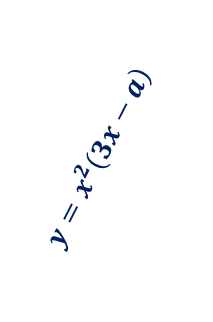 y = x²(3x − a)